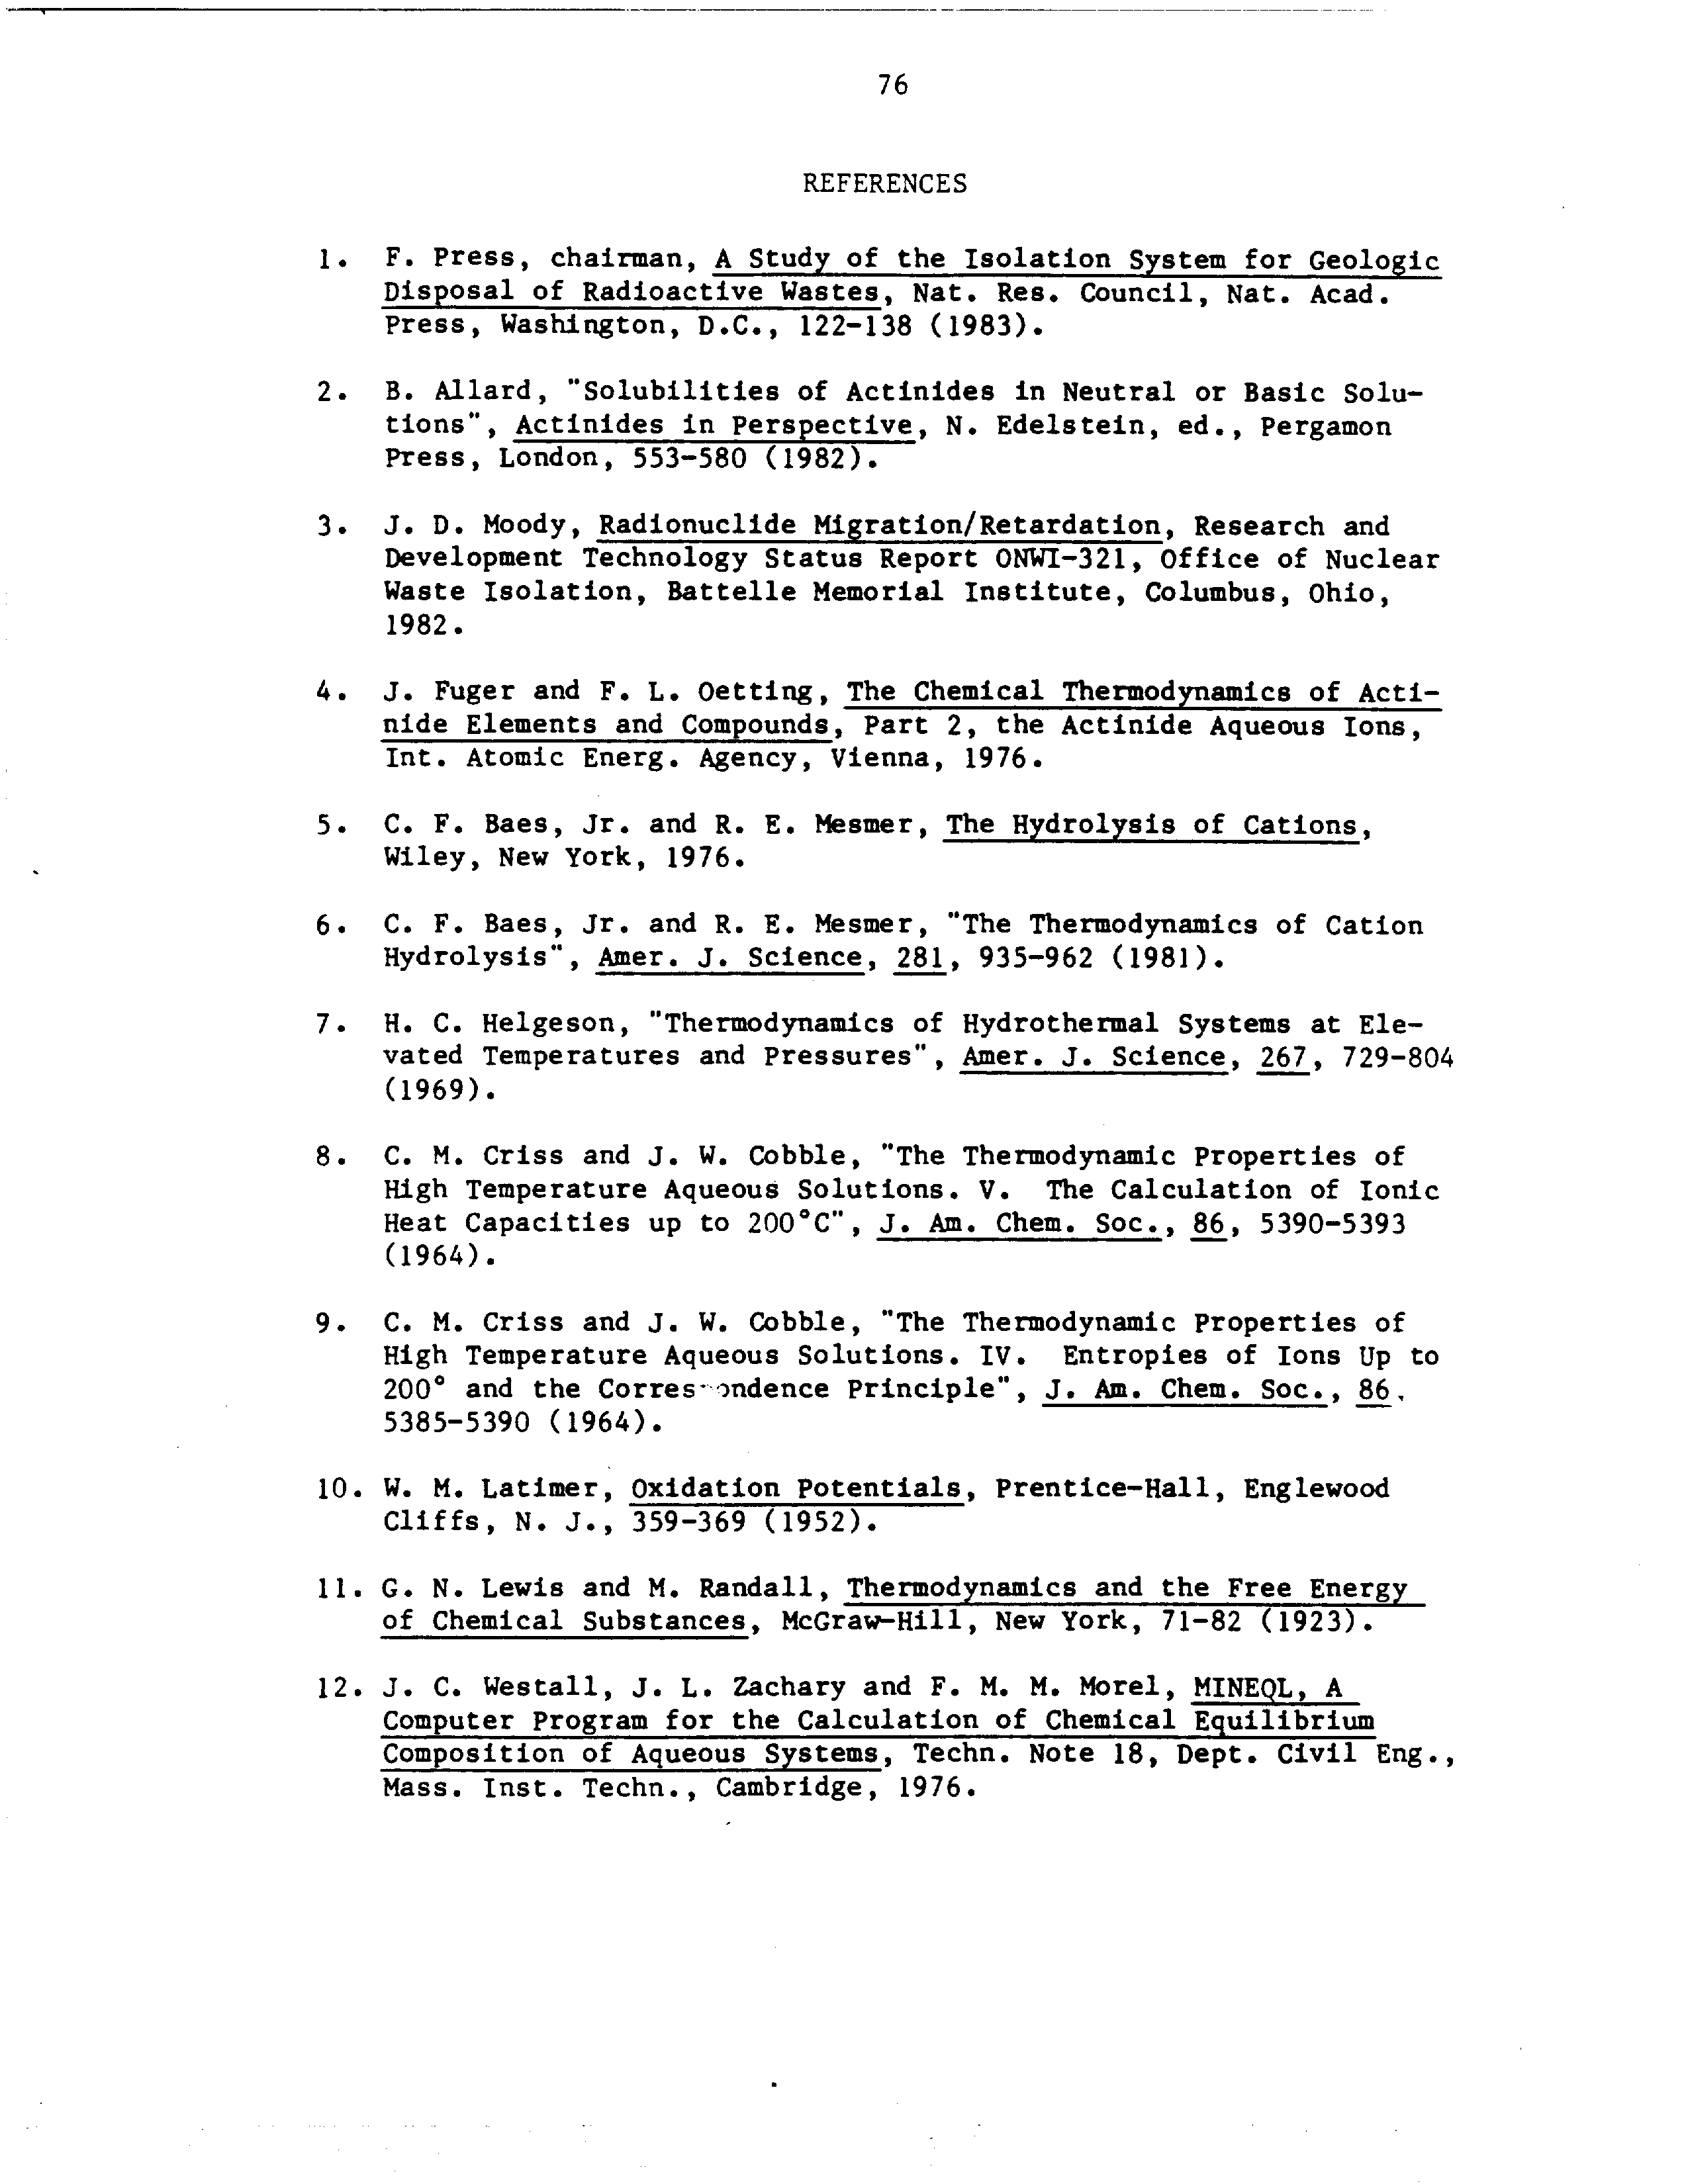 76
REFERENCES
1. F. Press, chairman, A Study of the Isolation System for Geologic
Disposal of Radioactive Wastes, Nat. Res. Council, Nat. Acad.
Press, Washington, D.C., 122-138 (1983).
2. B. Allard, "Solubilities of Actinides in Neutral or Basic Solu-
tions", Actinides in Perspective, N. Edelstein, ed., Pergamon
Press, London, 553-580 (1982).
3. J. D. Moody, Radionuclide Migration/Retardation, Research and
Development Technology Status Report ONWI-321, Office of Nuclear
Waste Isolation, Battelle Memorial Institute, Columbus, Ohio,
1982.
4. J. Fuger and F. L. Oetting, The Chemical Thermodynamics of Acti-
nide Elements and Compounds, Part 2, the Actinide Aqueous Ions,
Int. Atomic Energ. Agency, Vienna, 1976.
5. C. F. Baes, Jr. and R. E. Mesmer, The Hydrolysis of Cations,
Wiley, New York, 1976.
6. C. F. Baes, Jr. and R. E. Mesmer, "The Thermodynamics of Cation
Hydrolysis", Amer. J. Science, 281, 935-962 (1981).
7. H. C. Helgeson, "Thermodynamics of Hydrothermal Systems at Ele-
vated Temperatures and Pressures", Amer. J. Science, 267, 729-804
(1969).
8. C. M. Criss and J. W. Cobble, "The Thermodynamic Properties of
High Temperature Aqueous Solutions. V. The Calculation of Ionic
Heat Capacities up to 200°C", J. Am. Chem. Soc., 86, 5390-5393
(1964).
9. C. M. Criss and J. W. Cobble, "The Thermodynamic Properties of
High Temperature Aqueous Solutions. IV. Entropies of Ions Up to
200° and the Correspondence Principle", J. Am. Chem. Soc., 86,
5385-5390 (1964).
10. W. M. Latimer, Oxidation Potentials, Prentice-Hall, Englewood
Cliffs, N. J., 359-369 (1952).
11. G. N. Lewis and M. Randall, Thermodynamics and the Free Energy
of Chemical Substances, McGraw-Hill, New York, 71-82 (1923).
12. J. C. Westall, J. L. Zachary and F. M. M. Morel, MINEQL, A
Computer Program for the Calculation of Chemical Equilibrium
Composition of Aqueous Systems, Techn. Note 18, Dept. Civil Eng.,
Mass. Inst. Techn., Cambridge, 1976.